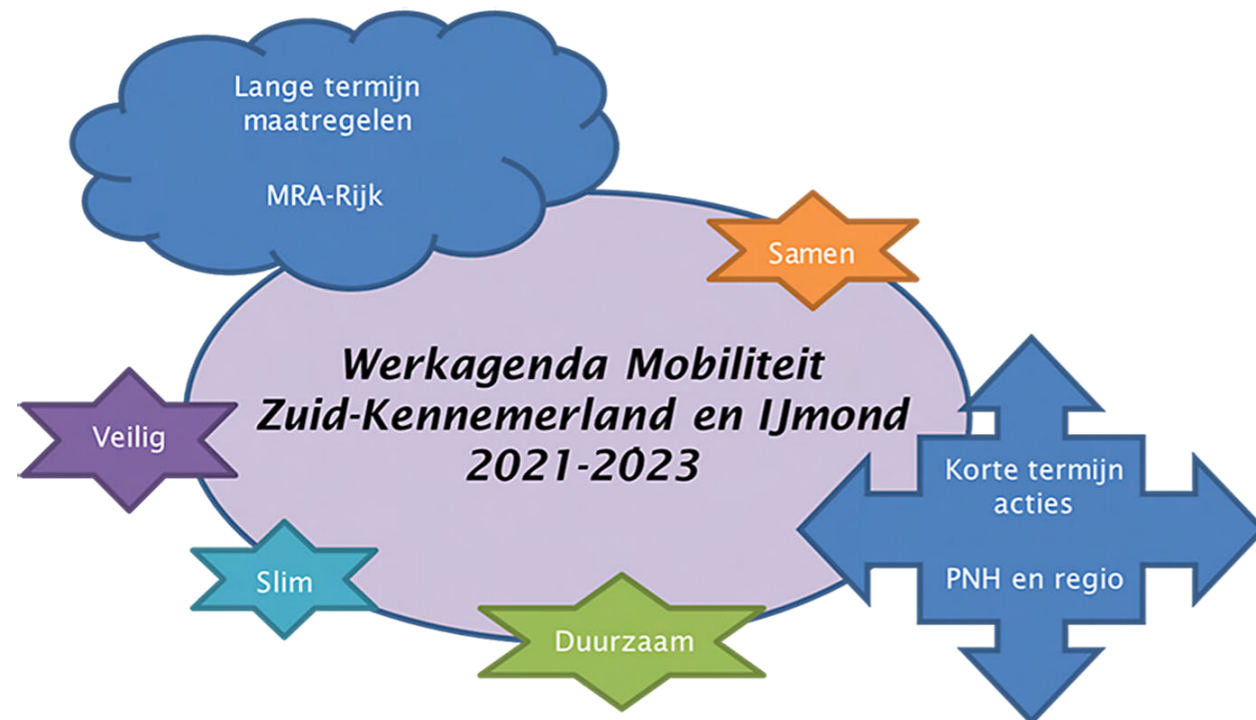 Lange termijn
maatregelen
MRA-Rijk
Samen
Werkagenda Mobiliteit
Zuid-Kennemerland en IJmond
2021-2023
Veilig
Korte termijn
acties
PNH en regio
Slim
Duurzaam